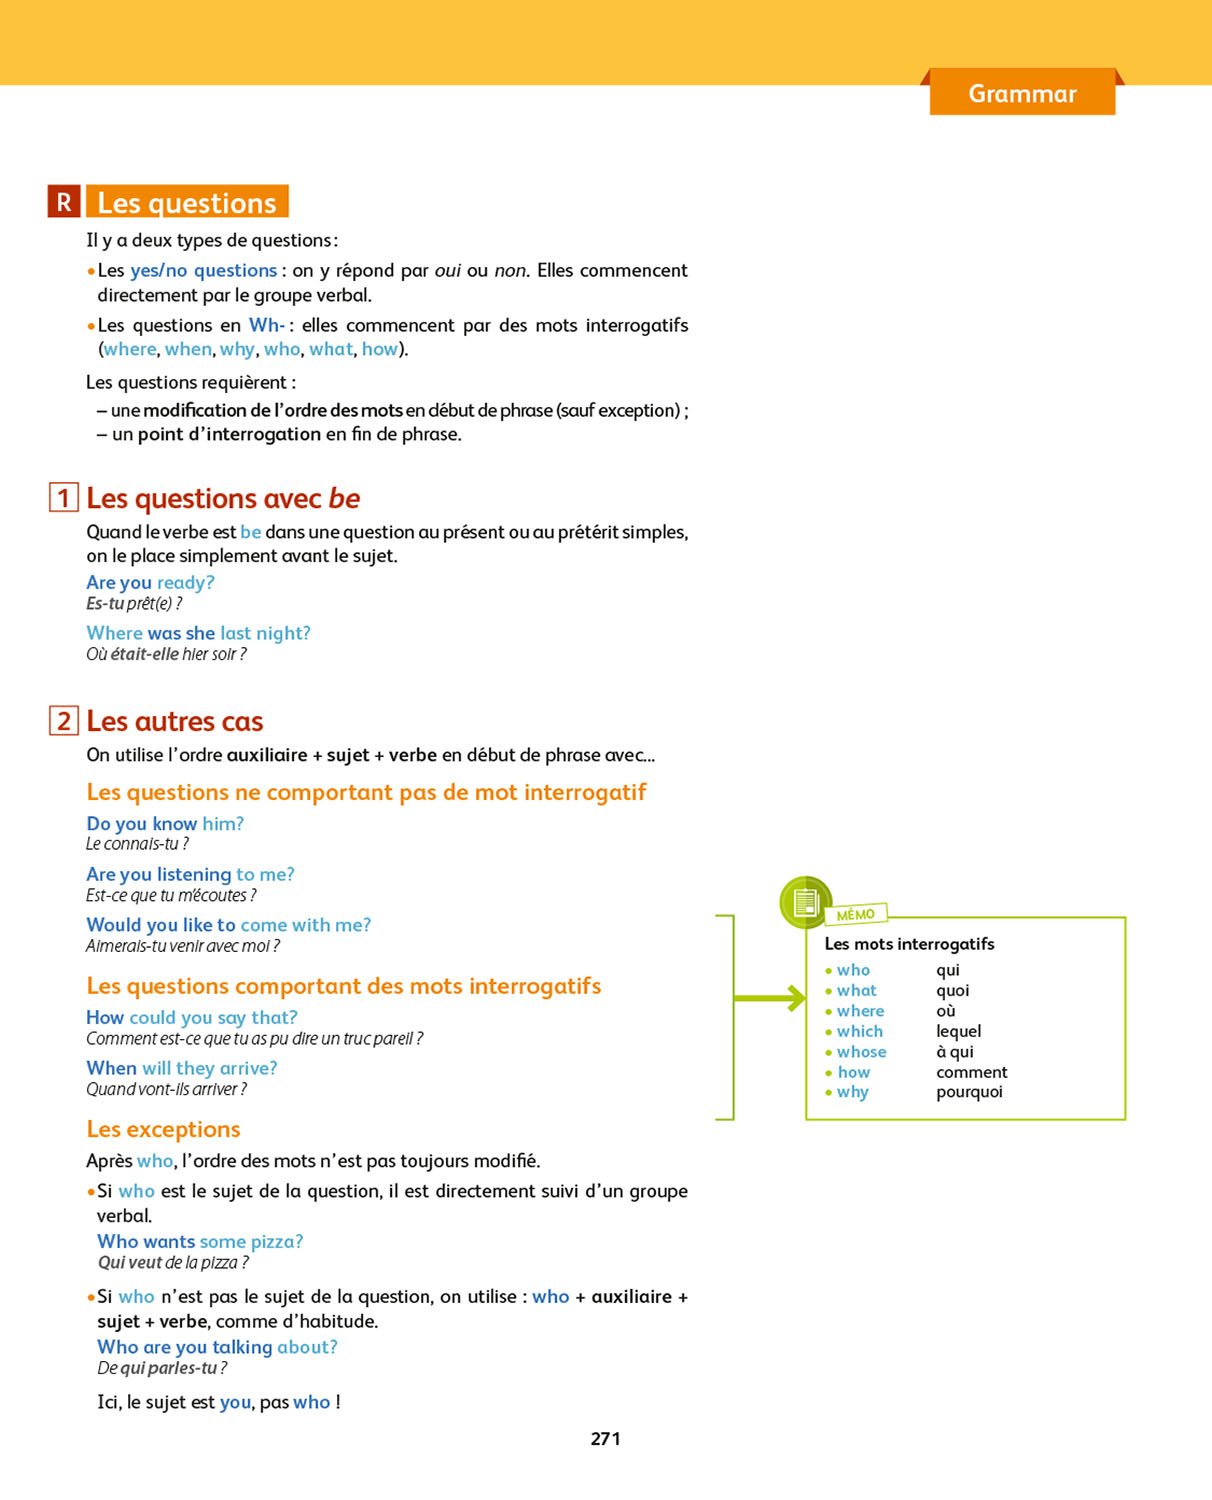 Grammar
R Les questions
Il y a deux types de questions :
• Les yes/no questions : on y répond par oui ou non. Elles commencent
directement par le groupe verbal.
• Les questions en Wh- : elles commencent par des mots interrogatifs
(where, when, why, who, what, how).
Les questions requièrent :
– une modification de l’ordre des mots en début de phrase (sauf exception) ;
– un point d’interrogation en fin de phrase.
1 Les questions avec be
Quand le verbe est be dans une question au présent ou au prétérit simples,
on le place simplement avant le sujet.
Are you ready?
Es-tu prêt(e) ?
Where was she last night?
Où était-elle hier soir ?
2 Les autres cas
On utilise l’ordre auxiliaire + sujet + verbe en début de phrase avec...
Les questions ne comportant pas de mot interrogatif
Do you know him?
Le connais-tu ?
Are you listening to me?
Est-ce que tu m’écoutes ?
Would you like to come with me?
Aimerais-tu venir avec moi ?
Les questions comportant des mots interrogatifs
How could you say that?
Comment est-ce que tu as pu dire un truc pareil ?
When will they arrive?
Quand vont-ils arriver ?
Les exceptions
Après who, l’ordre des mots n’est pas toujours modifié.
• Si who est le sujet de la question, il est directement suivi d’un groupe
verbal.
Who wants some pizza?
Qui veut de la pizza ?
• Si who n’est pas le sujet de la question, on utilise : who + auxiliaire +
sujet + verbe, comme d’habitude.
Who are you talking about?
De qui parles-tu ?
Ici, le sujet est you, pas who !
MÉMO
Les mots interrogatifs
• who qui
• what quoi
• where où
• which lequel
• whose à qui
• how comment
• why pourquoi
271